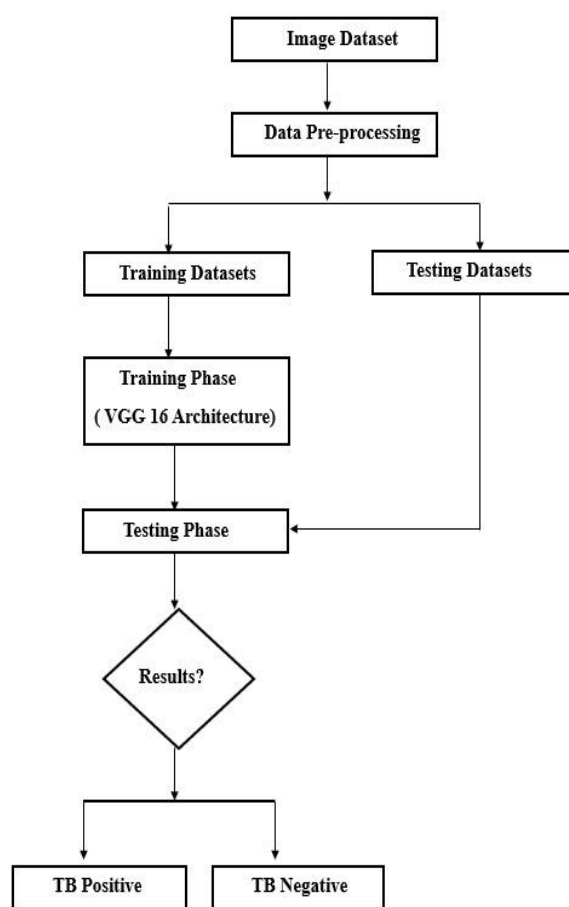 Image Dataset
Data Pre-processing
Training Datasets
Testing Datasets
Training Phase
( VGG 16 Architecture)
Testing Phase
Results?
TB Positive
TB Negative